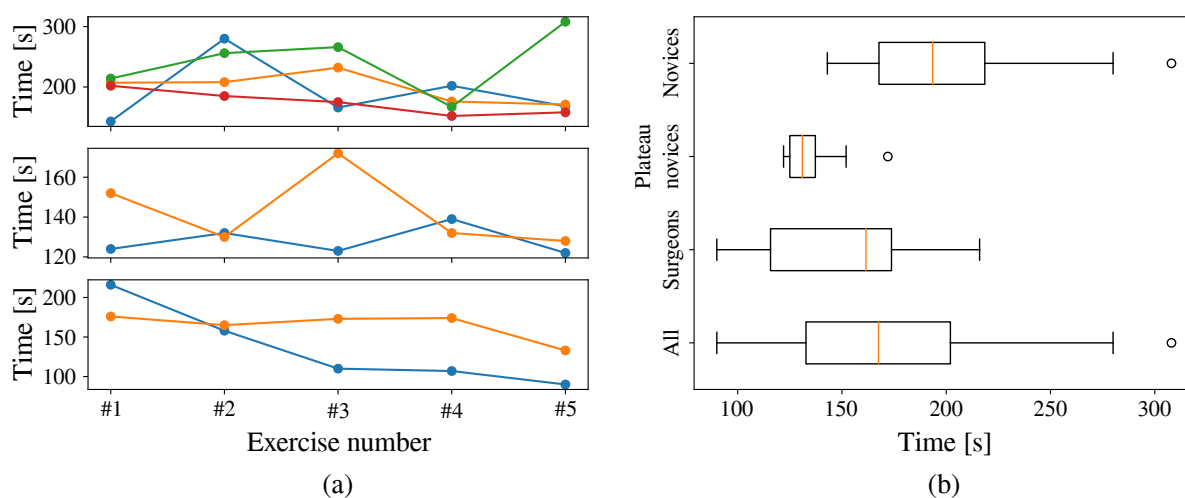 300
200
Time [s]
160
140
120
Time [s]
200
150
100
Time [s]
#1 #2 #3 #4 #5
Exercise number
(a)
Novices
Plateau
novices
Surgeons
All
100 150 200 250 300
Time [s]
(b)